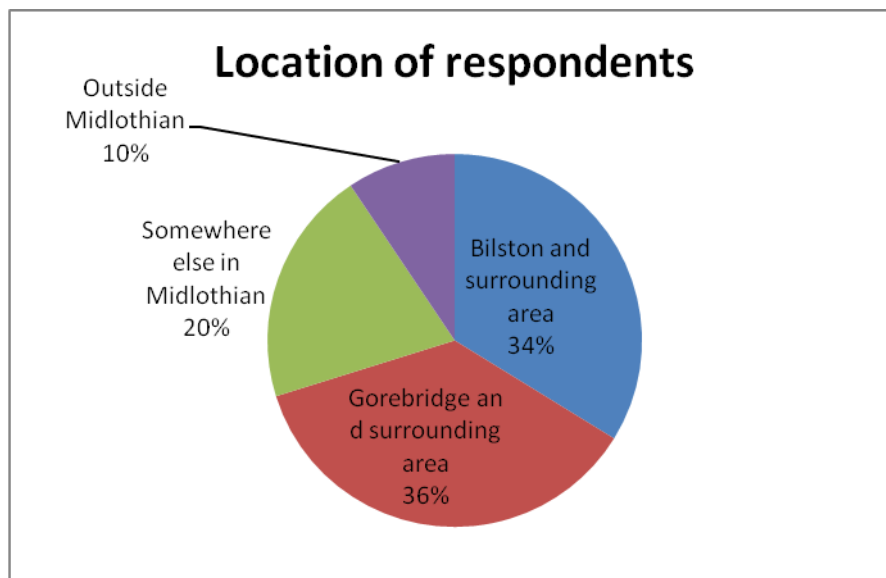 Location of respondents
Outside
Midlothian
10%
Somewhere
else in
Midlothian
20%
Bilston and
surrounding
area
34%
Gorebridge an
d surrounding
area
36%